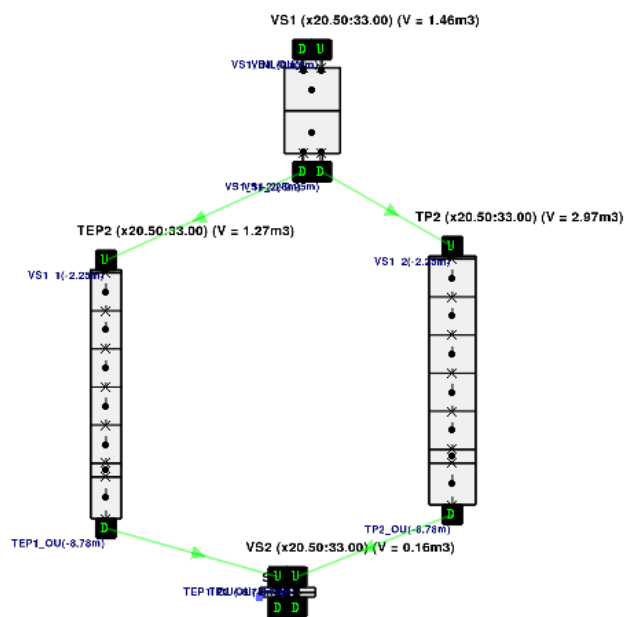 VS1 (x20.50:33.00) (V = 1.46m3)
D U
D D
TEP2 (x20.50:33.00) (V = 1.27m3)
TP2 (x20.50:33.00) (V = 2.97m3)
U
U
VS1_1(-2.25m)
VS1_2(-2.25m)
D
D
TEP1_OU(-8.78m)
TP2_OU(-8.78m)
VS2 (x20.50:33.00) (V = 0.16m3)
U U
D D